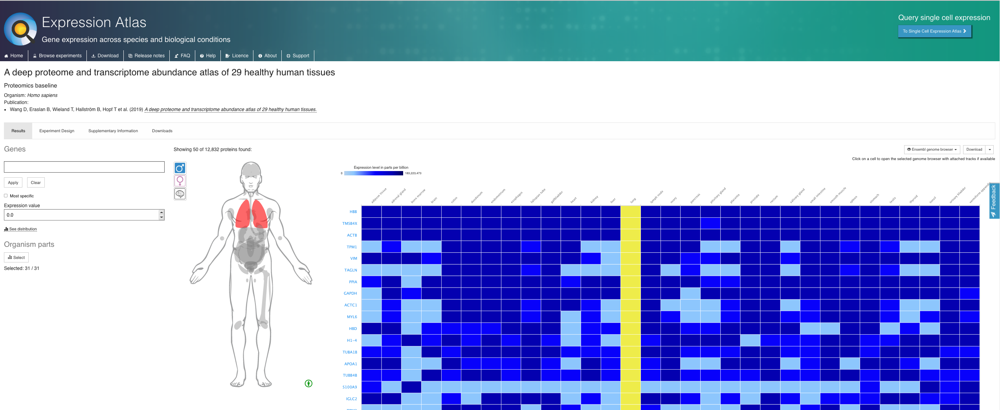 Expression Atlas
Gene expression across species and biological conditions
Query single cell expression
To Single Cell Expression Atlas
Home
Browse experiments
Download
Release notes
FAQ
Help
Licence
About
Support
A deep proteome and transcriptome abundance atlas of 29 healthy human tissues
Proteomics baseline
Organism: Homo sapiens
Publication:
• Wang D, Eraslan B, Wieland T, Hallström B, Hopf T et al. (2019) A deep proteome and transcriptome abundance atlas of 29 healthy human tissues.
Results
Experiment Design
Supplementary Information
Downloads
Genes
Apply
Clear
Most specific
Expression value
0.0
See distribution
Organism parts
Select
Selected: 31 / 31
Showing 50 of 12,832 proteins found:
Ensembl genome browser
Download
Click on a cell to open the selected genome browser with attached tracks if available
Expression level in parts per billion
0
183,223,473
adipose tissue
adrenal gland
bone marrow
brain
colon
duodenum
endometrium
esophagus
fallopian tube
gallbladder
heart
kidney
liver
lung
lymph node
ovary
pancreas
pituitary gland
placenta
prostate
rectum
salivary gland
small intestine
smooth muscle
spleen
stomach
testis
thyroid
tonsil
urinary bladder
vermiform appendix
HBB
TMSB4X
ACTB
TPM1
VIM
TAGLN
PPIA
GAPDH
ACTC1
MYL6
HBD
H1-4
TUBA1B
APOA1
TUBB4B
S100A9
IGLC2
Feedback